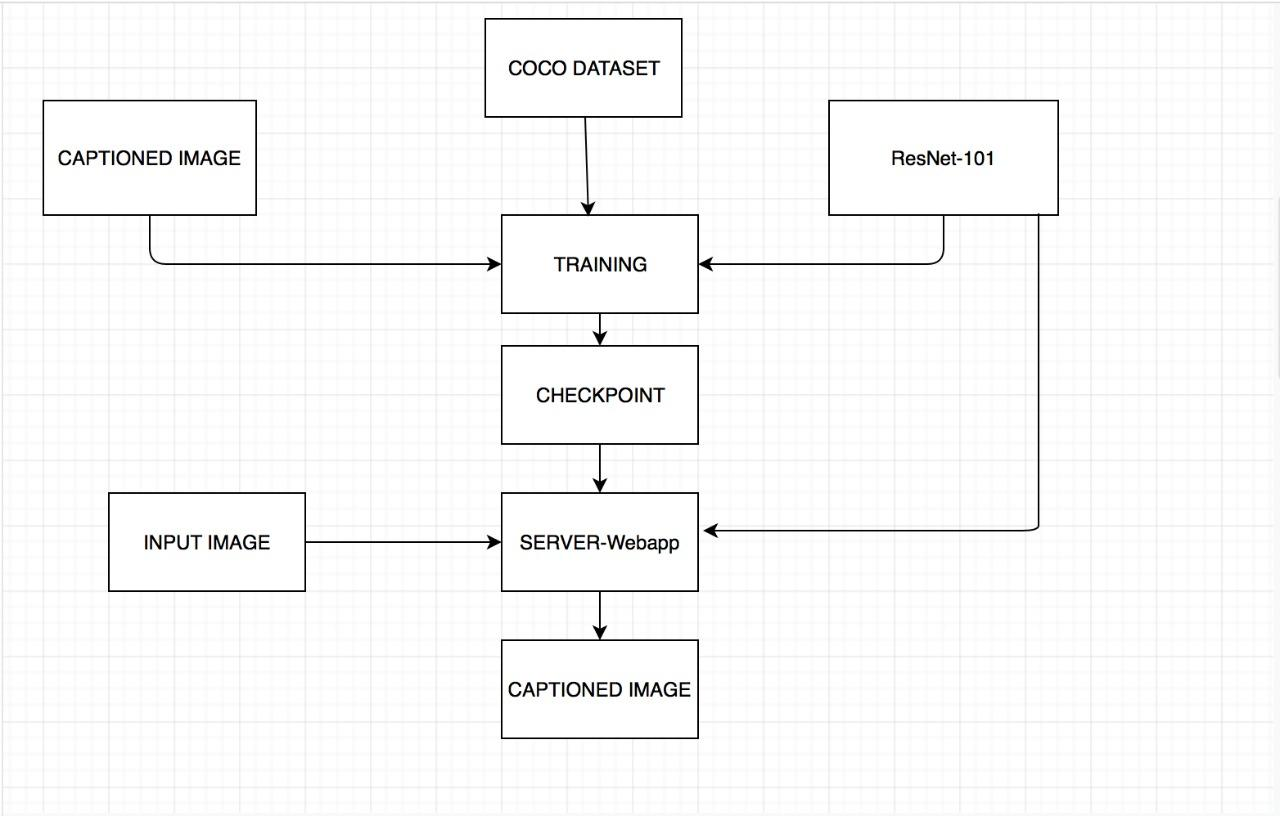 COCO DATASET
CAPTIONED IMAGE
ResNet-101
TRAINING
CHECKPOINT
INPUT IMAGE
SERVER-Webapp
CAPTIONED IMAGE